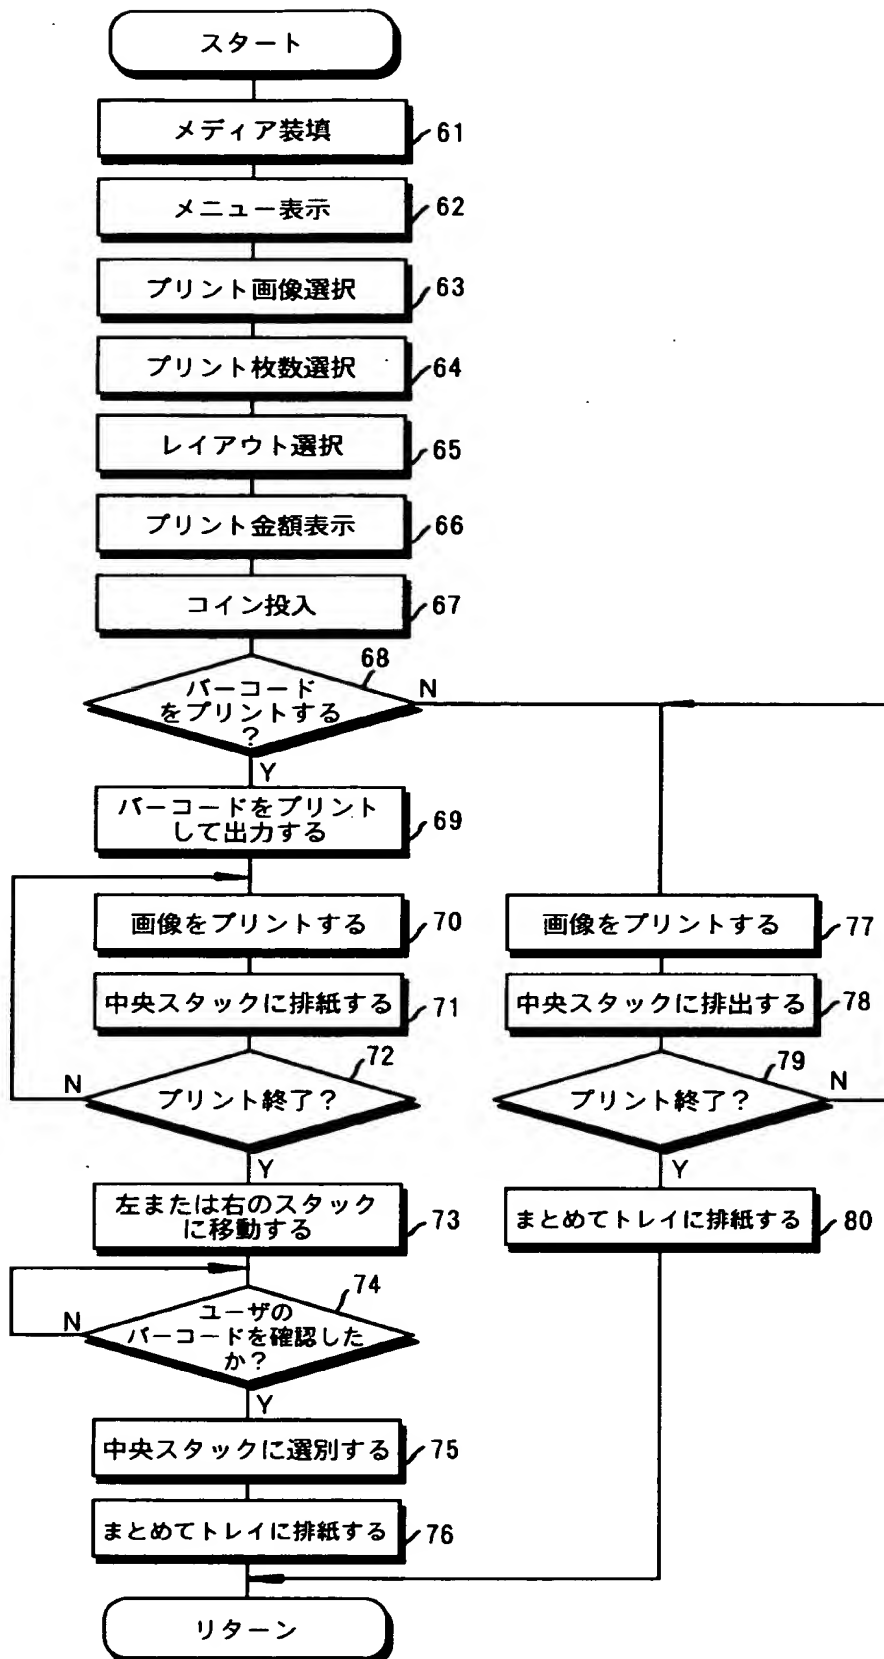 スタート
メディア装填
61
メニュー表示
62
プリント画像選択
63
プリント枚数選択
64
レイアウト選択
65
プリント金額表示
66
コイン投入
67
68
バーコード
をプリントする
?
N
Y
バーコードをプリント
して出力する
69
画像をプリントする
70
画像をプリントする
77
中央スタックに排紙する
71
中央スタックに排出する
78
72
プリント終了?
N
Y
79
プリント終了?
N
Y
左または右のスタック
に移動する
73
まとめてトレイに排紙する
80
74
ユーザの
バーコードを確認した
か?
N
Y
中央スタックに選別する
75
まとめてトレイに排紙する
76
リターン